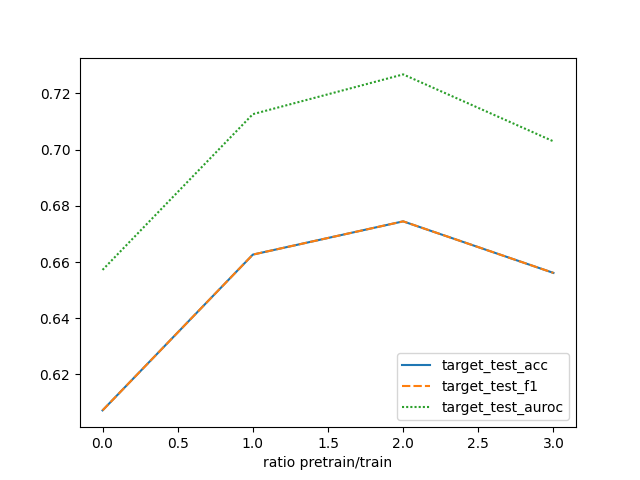 0.72
0.70
0.68
0.66
0.64
0.62
0.0 0.5 1.0 1.5 2.0 2.5 3.0
ratio pretrain/train
target_test_acc
target_test_f1
target_test_auroc